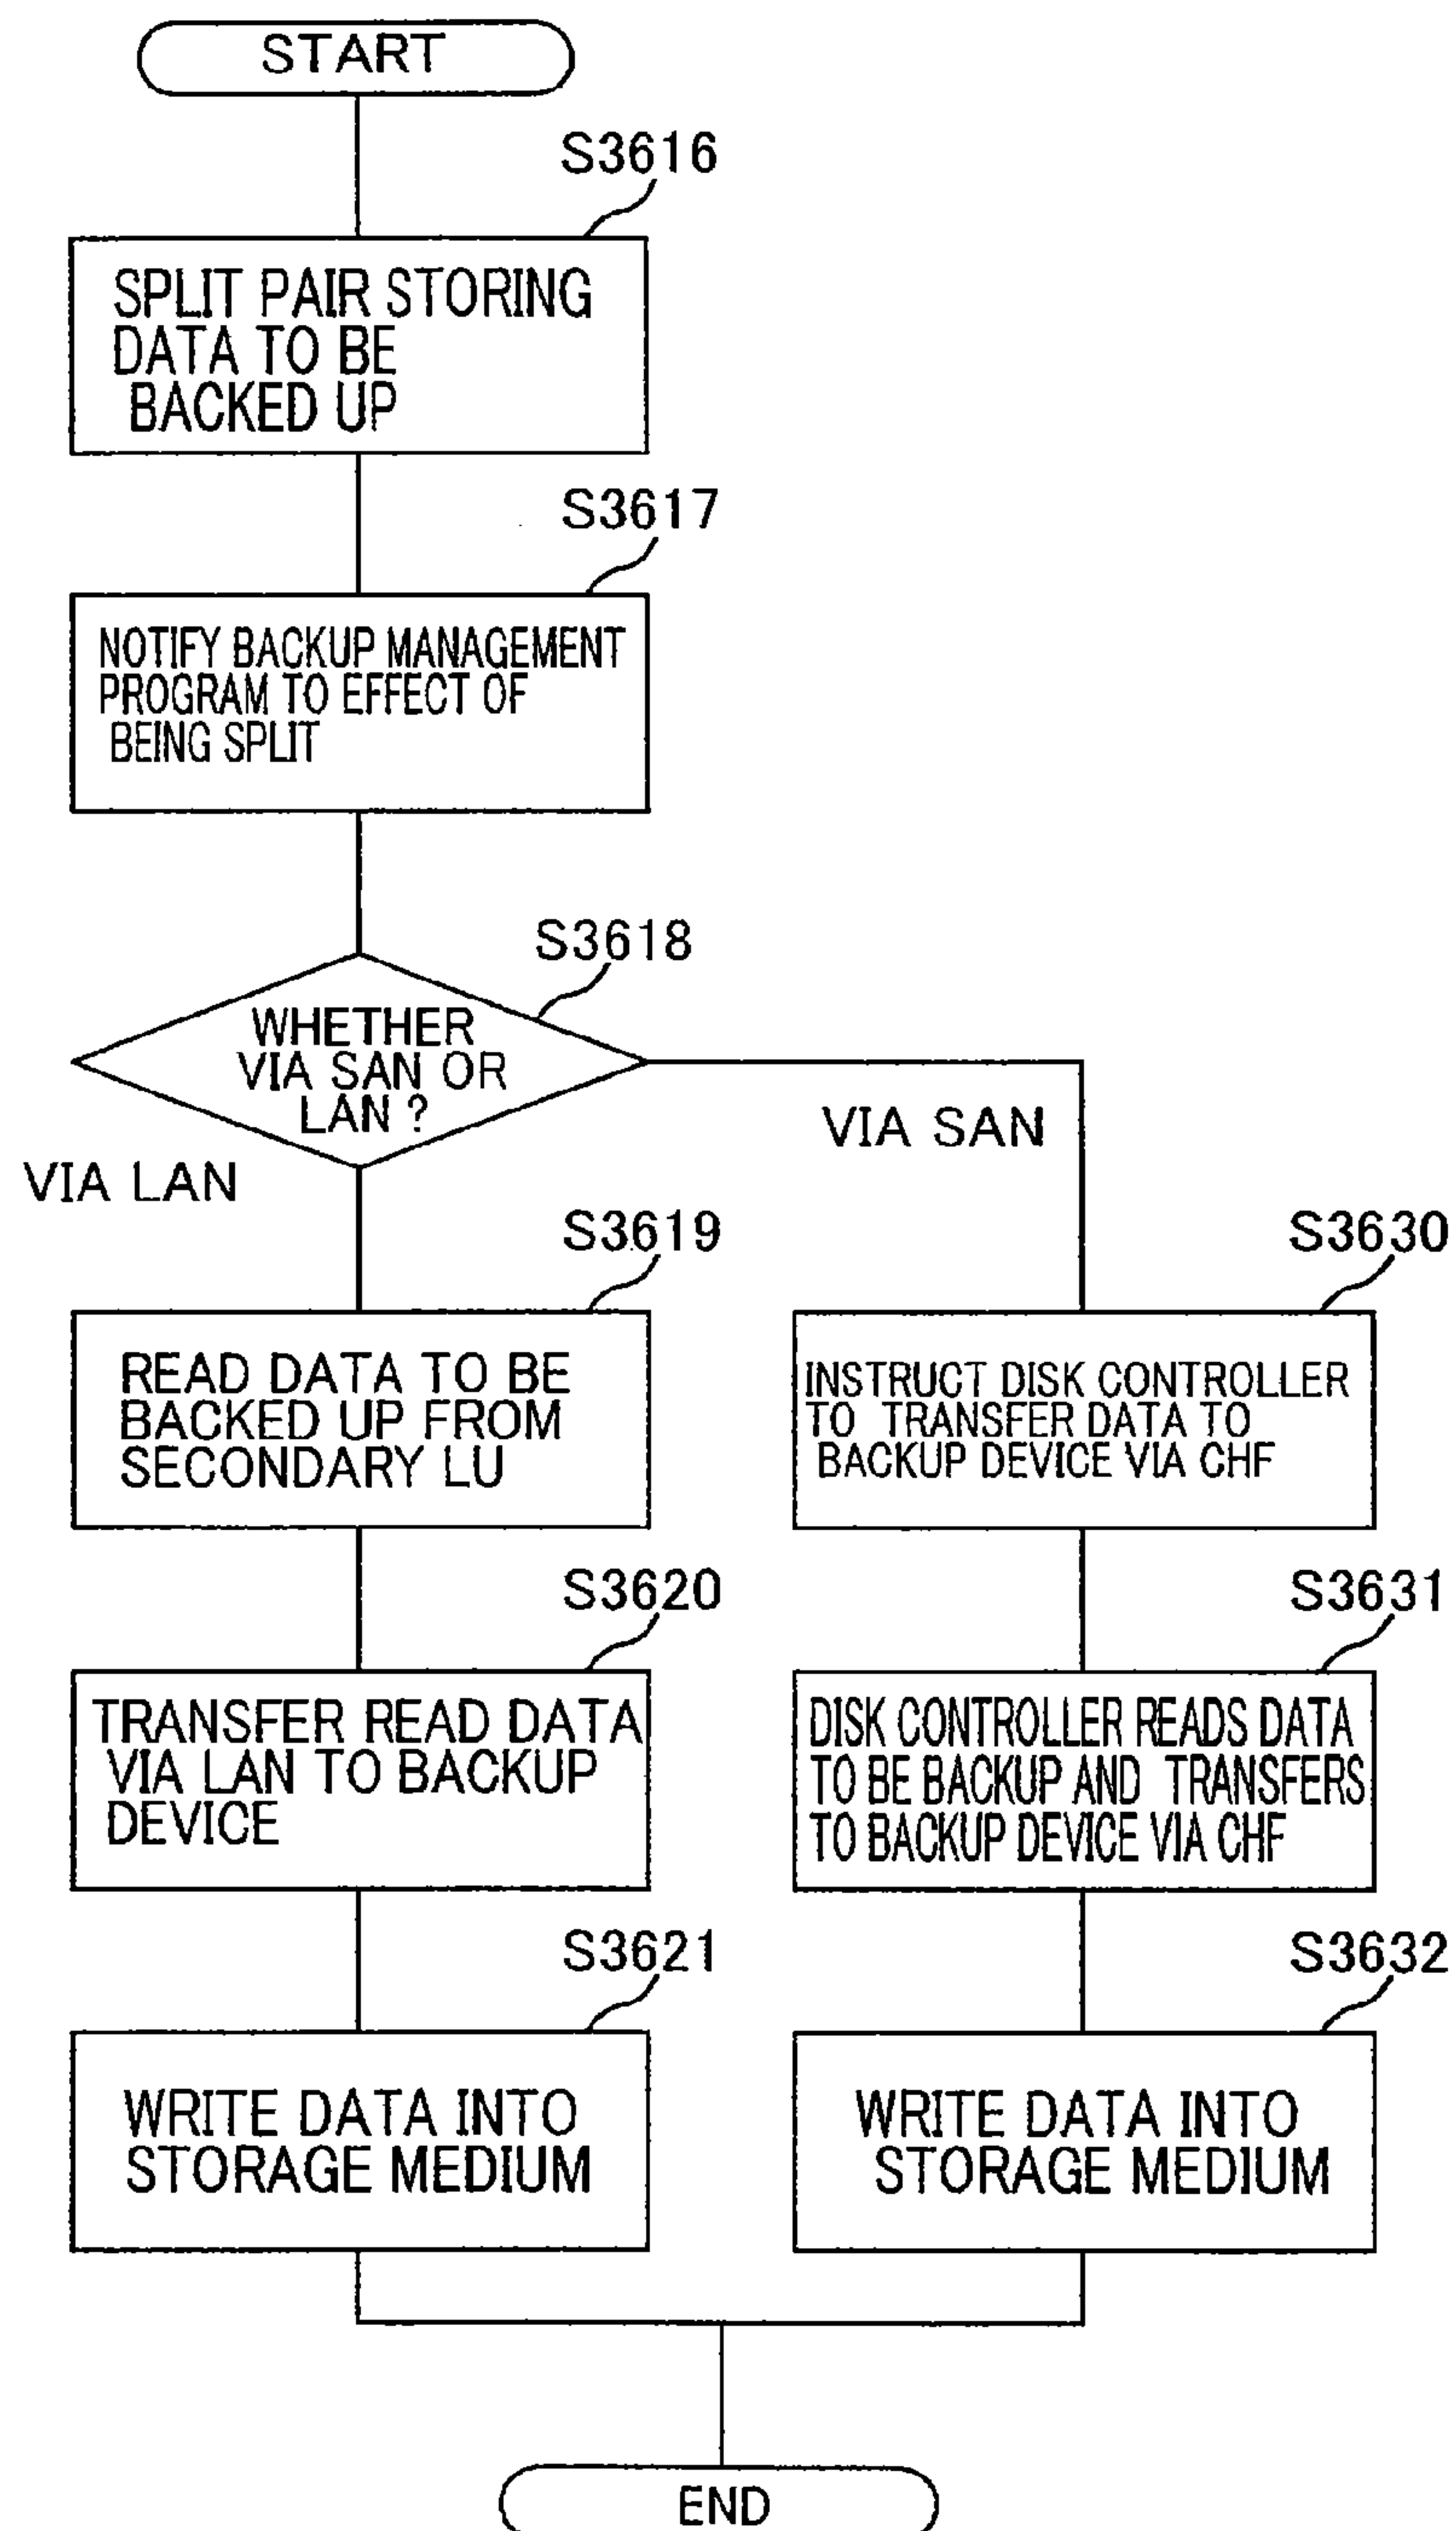 START
S3616
SPLIT PAIR STORING
DATA TO BE
BACKED UP
S3617
NOTIFY BACKUP MANAGEMENT
PROGRAM TO EFFECT OF
BEING SPLIT
S3618
WHETHER
VIA SAN OR
LAN ?
VIA SAN
VIA LAN
S3619
READ DATA TO BE
BACKED UP FROM
SECONDARY LU
S3630
INSTRUCT DISK CONTROLLER
TO TRANSFER DATA TO
BACKUP DEVICE VIA CHF
S3620
TRANSFER READ DATA
VIA LAN TO BACKUP
DEVICE
S3631
DISK CONTROLLER READS DATA
TO BE BACKUP AND TRANSFERS
TO BACKUP DEVICE VIA CHF
S3621
WRITE DATA INTO
STORAGE MEDIUM
S3632
WRITE DATA INTO
STORAGE MEDIUM
END